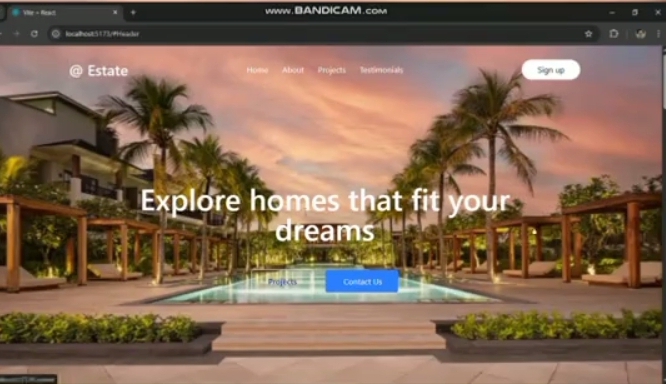 Vite + React
www.BANDICAM.com
localhost:5173/#Header
@ Estate
Home About Projects Testimonials
Sign up
Explore homes that fit your
dreams
Projects
Contact Us